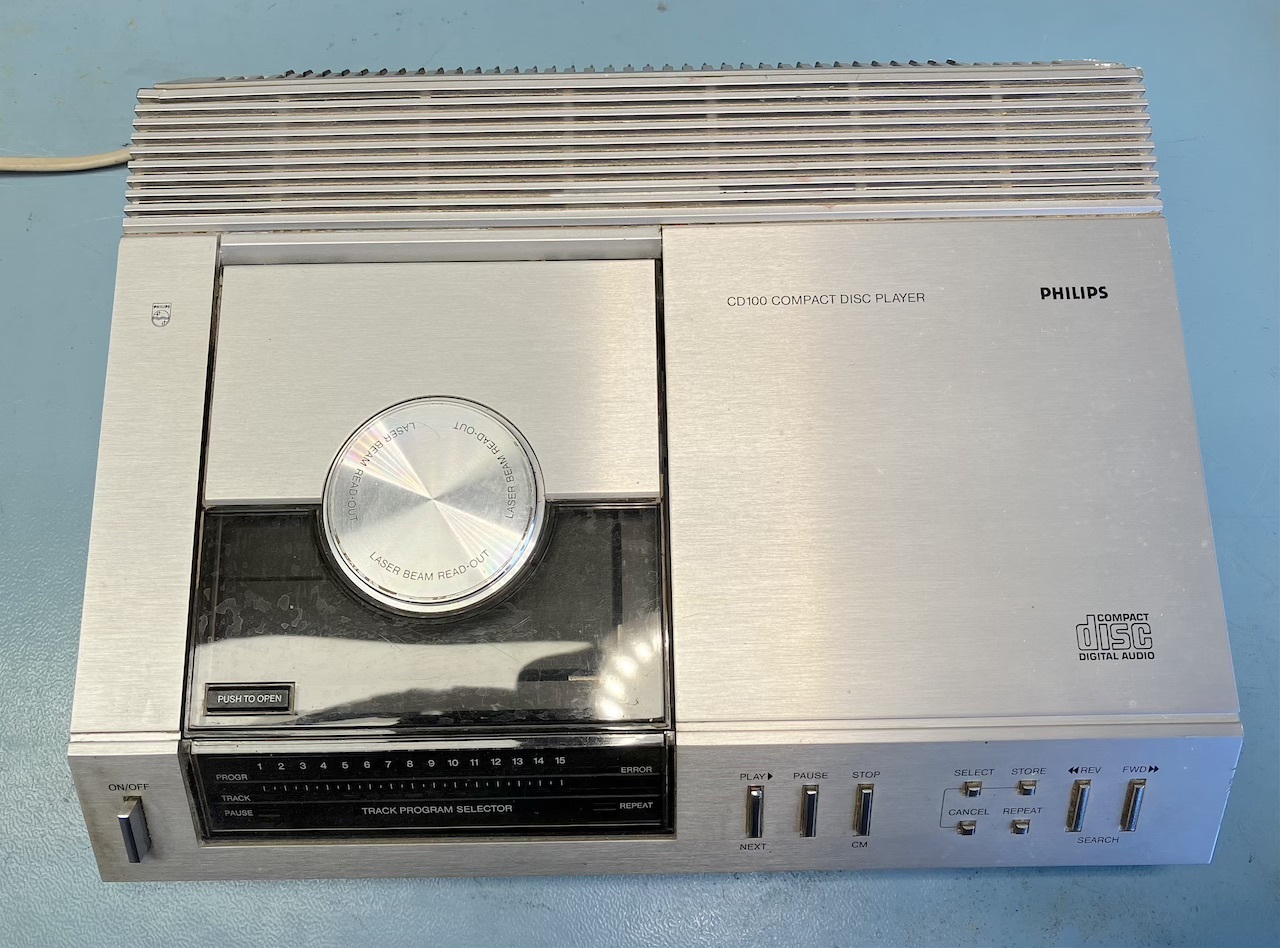 PHILIPS
CD100 COMPACT DISC PLAYER
PHILIPS
LASER BEAM READ-OUT
LASER BEAM READ-OUT
LASER BEAM READ-OUT
COMPACT
disc
DIGITAL AUDIO
PUSH TO OPEN
1 2 3 4 5 6 7 8 9 10 11 12 13 14 15
PROGR
ERROR
TRACK
PAUSE
TRACK PROGRAM SELECTOR
REPEAT
ON/OFF
PLAY
PAUSE
STOP
NEXT
CM
SELECT
STORE
CANCEL
REPEAT
REV
FWD
SEARCH